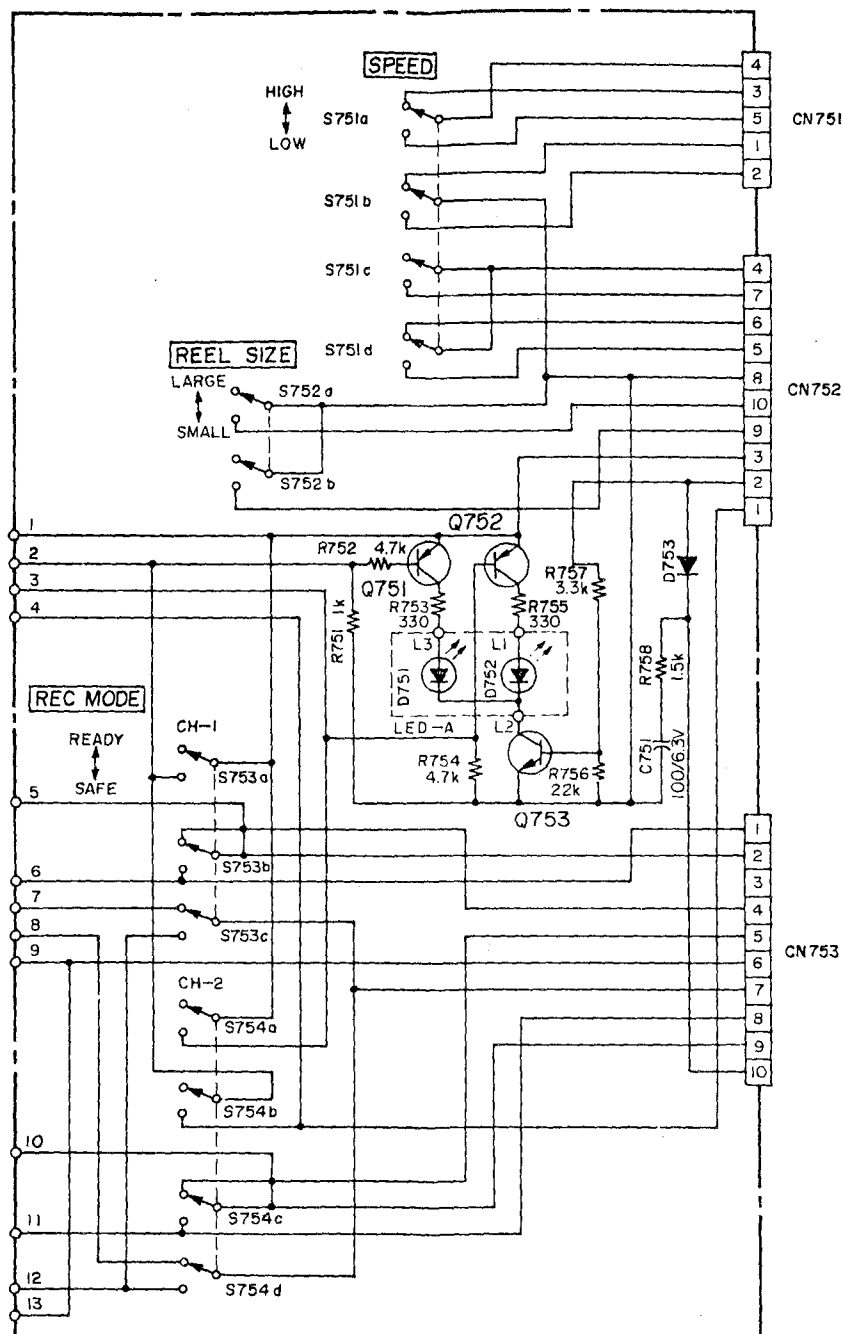 SPEED
HIGH
LOW
S751a
S751b
S751c
S751d
4
3
5
1
2
CN751
REEL SIZE
LARGE
SMALL
S752a
S752b
4
7
6
5
8
10
9
3
2
1
CN752
1
2
3
4
R752 4.7k
Q752
Q751
R751 1k
R753
330
R755
330
R757
3.3k
D753
L3
L1
D751
D752
LED-A
L2
R754
4.7k
R756
22k
Q753
R758
1.5k
C751
100/6.3V
REC MODE
READY
SAFE
CH-1
S753a
S753b
S753c
5
6
7
8
9
1
2
3
4
5
6
7
8
9
10
CN753
CH-2
S754a
S754b
S754c
S754d
10
11
12
13